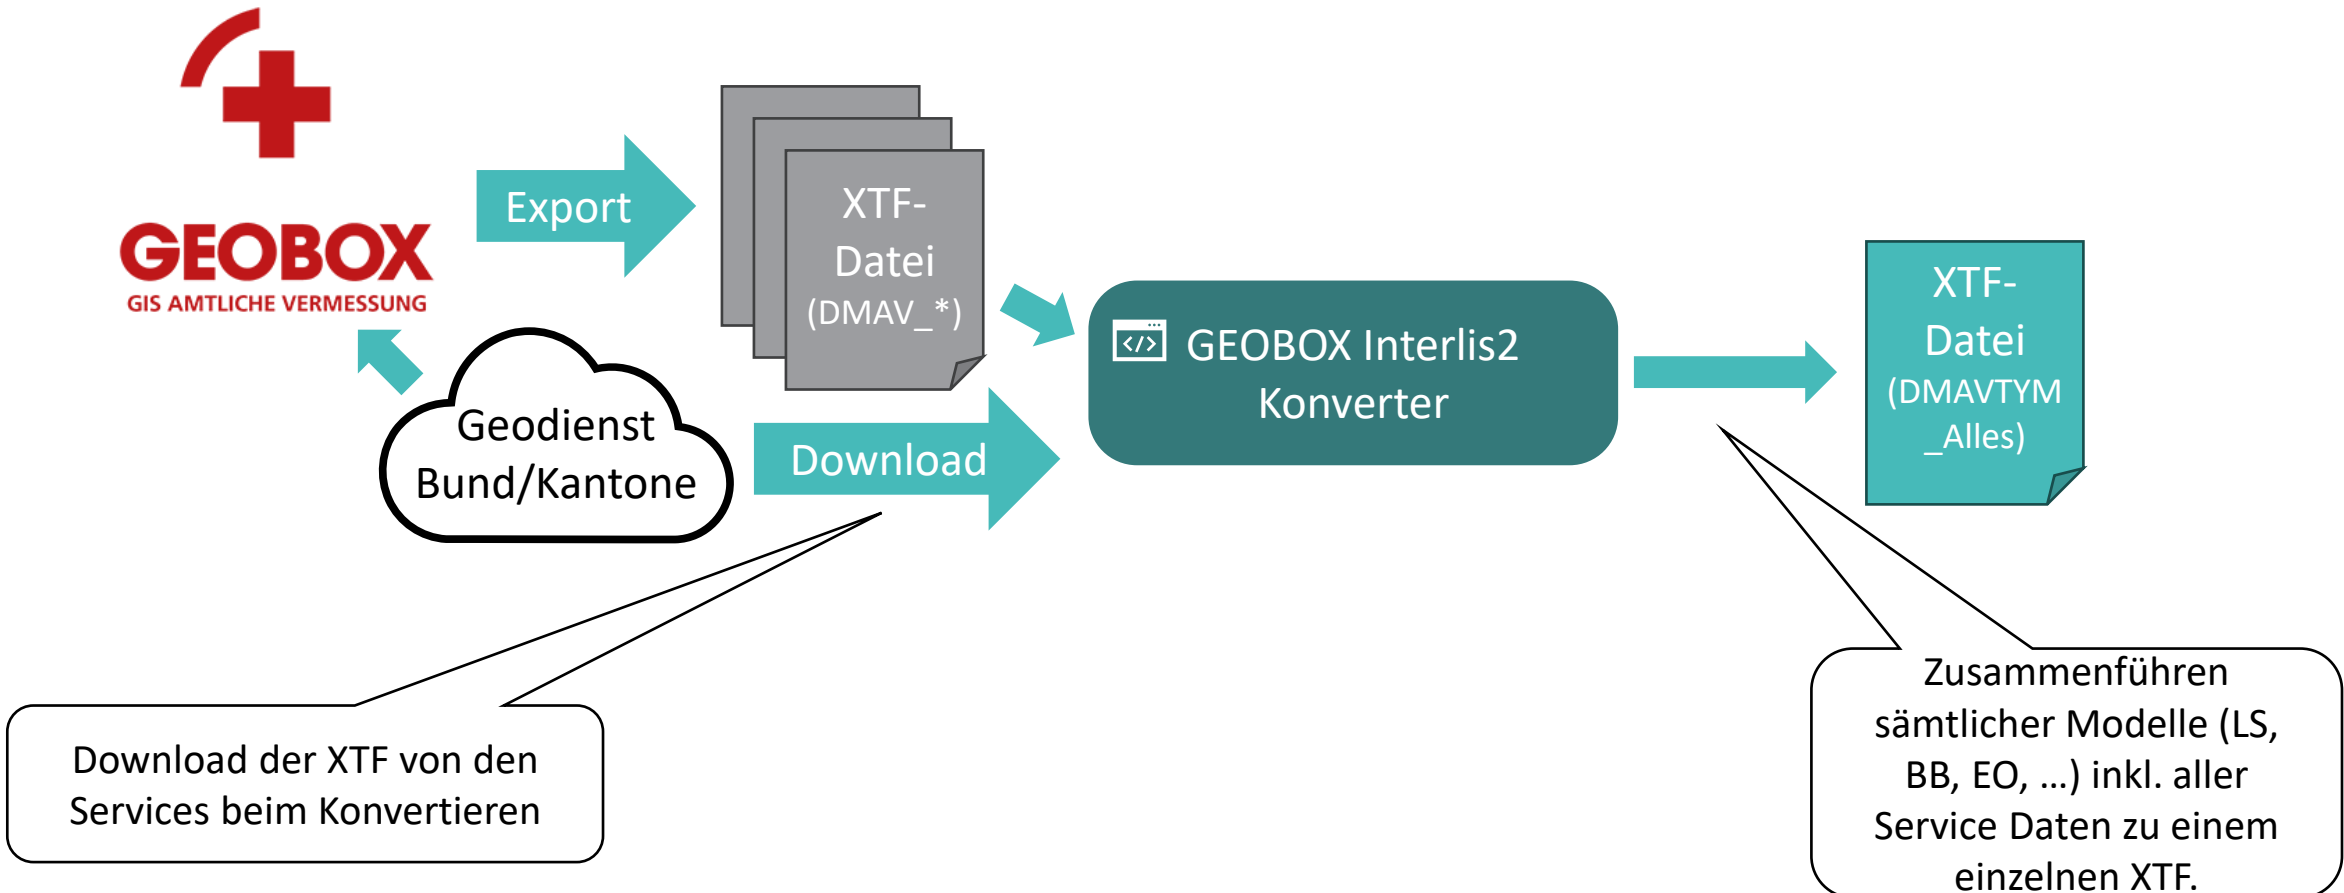 GEOBOX
GIS AMTLICHE VERMESSUNG
Export
XTF-
Datei
(DMAV_*)
Geodienst
Bund/Kantone
Download
</>
GEOBOX Interlis2
Konverter
XTF-
Datei
(DMAVTYM
_Alles)
Download der XTF von den
Services beim Konvertieren
Zusammenführen
sämtlicher Modelle (LS,
BB, EO, …) inkl. aller
Service Daten zu einem
einzelnen XTF.